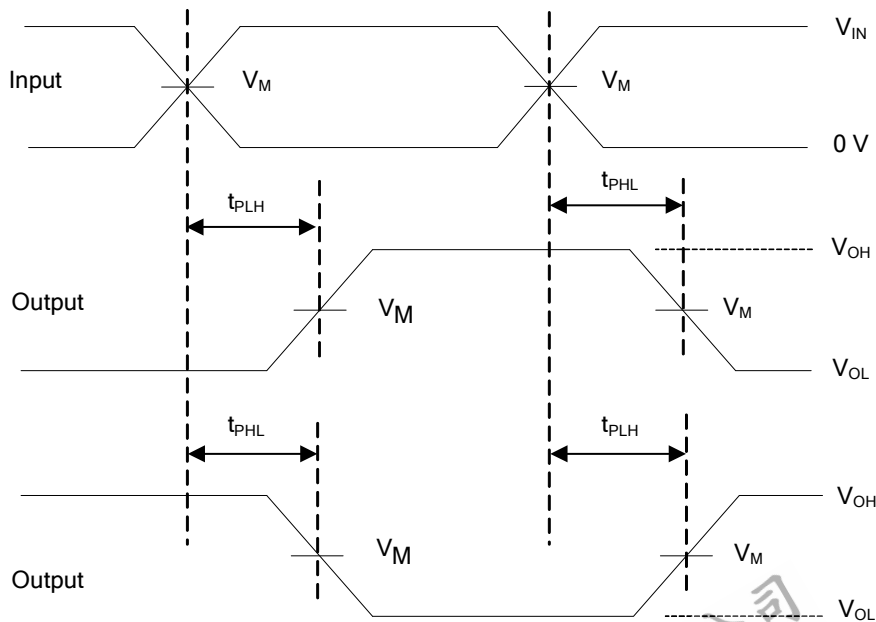 V_IN
Input
V_M
V_M
0 V
t_PLH
t_PHL
V_OH
Output
V_M
V_M
V_OL
t_PHL
t_PLH
V_OH
V_M
V_M
Output
V_OL
司